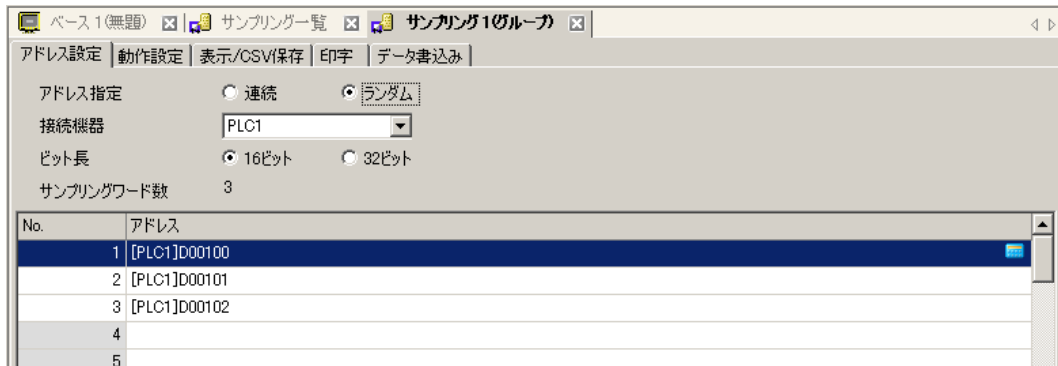 ベース 1(無題) サンプリング一覧 サンプリング 1(グループ)
アドレス設定 動作設定 表示/CSV保存 印字 データ書込み
アドレス指定 連続 ランダム
接続機器 PLC1
ビット長 16ビット 32ビット
サンプリングワード数 3
No. アドレス
1 [PLC1]D00100
2 [PLC1]D00101
3 [PLC1]D00102
4
5